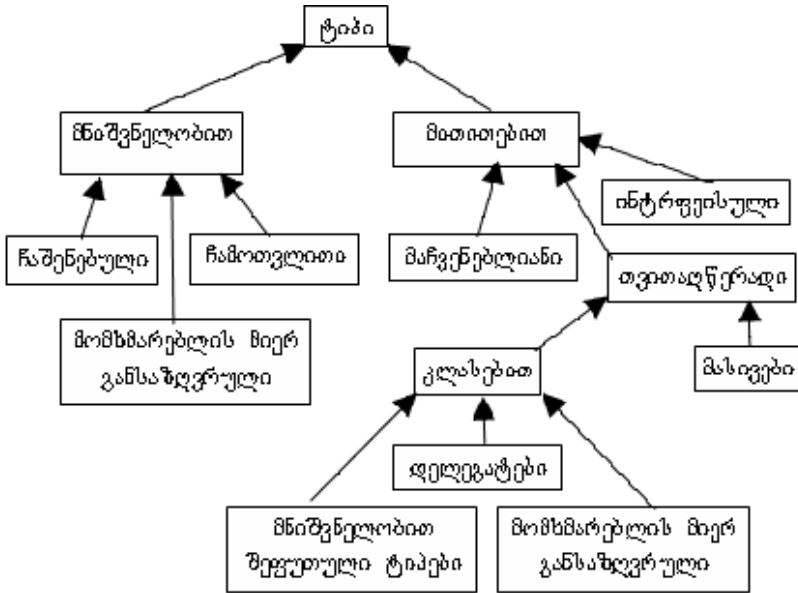 ტიპი
მნიშვნელობით
მითითებით
ინტრფეისული
ჩაშენებული
ჩამოთვლითი
მაჩვენებლიანი
თვითაღწერადი
მომხმარებლის მიერ
განსაზღვრული
კლასებით
მასივები
დელეგატები
მნიშვნელობით
შეფუთული ტიპები
მომხმარებლის მიერ
განსაზღვრული